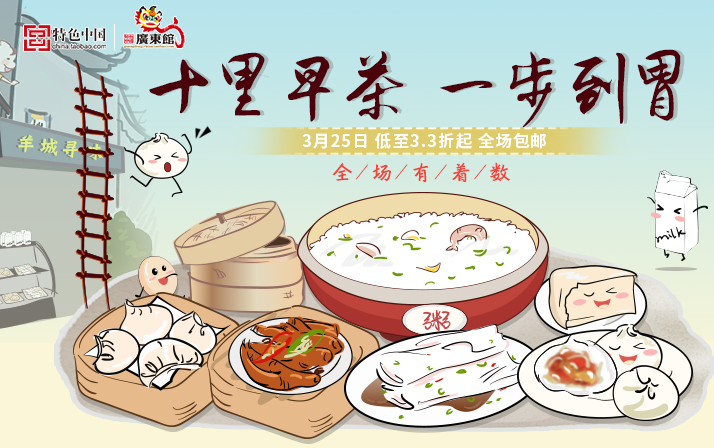 特色中国
china.taobao.com
廣東館
十里早茶 一步到胃
3月25日 低至3.3折起 全场包邮
全/场/有/着/数
羊城寻味
milk
粥